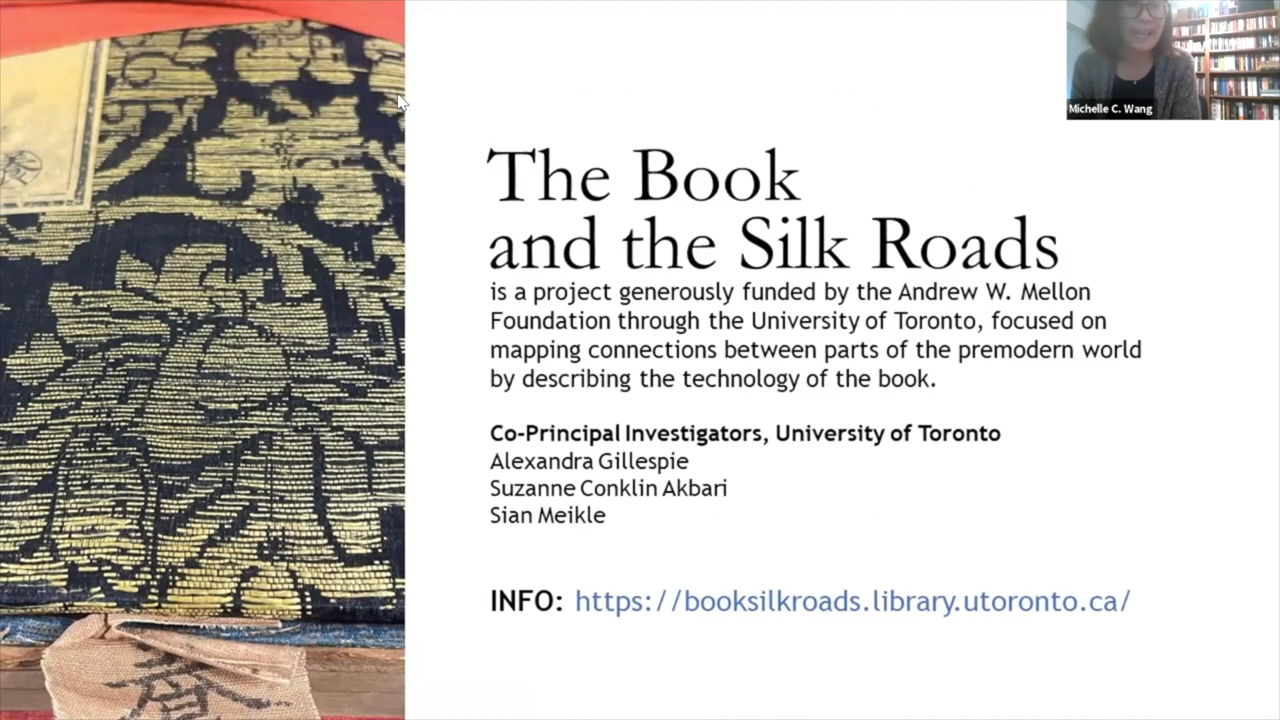 Michelle C. Wang
The Book
and the Silk Roads
is a project generously funded by the Andrew W. Mellon
Foundation through the University of Toronto, focused on
mapping connections between parts of the premodern world
by describing the technology of the book.
Co-Principal Investigators, University of Toronto
Alexandra Gillespie
Suzanne Conklin Akbari
Sian Meikle
INFO: https://booksilkroads.library.utoronto.ca/
春